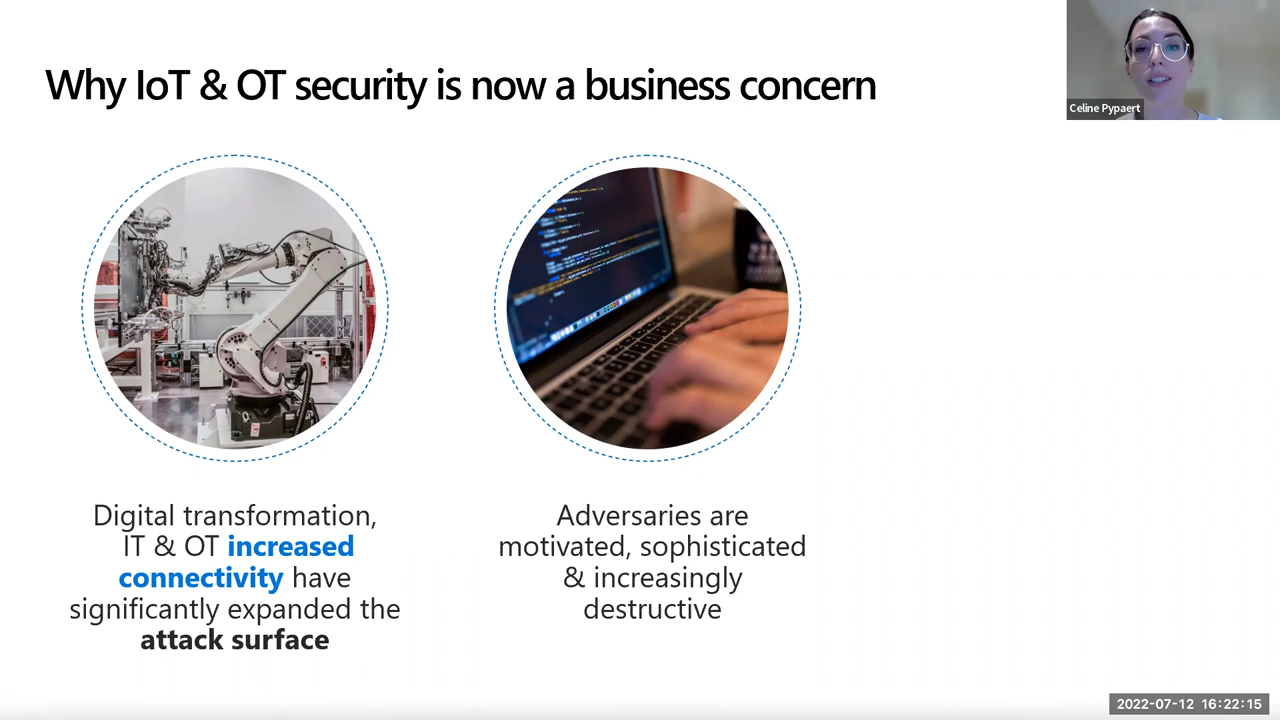 Why IoT & OT security is now a business concern
Celine Pypaert
Digital transformation,
IT & OT increased
connectivity have
significantly expanded the
attack surface
Adversaries are
motivated, sophisticated
& increasingly
destructive
2022-07-12 16:22:15